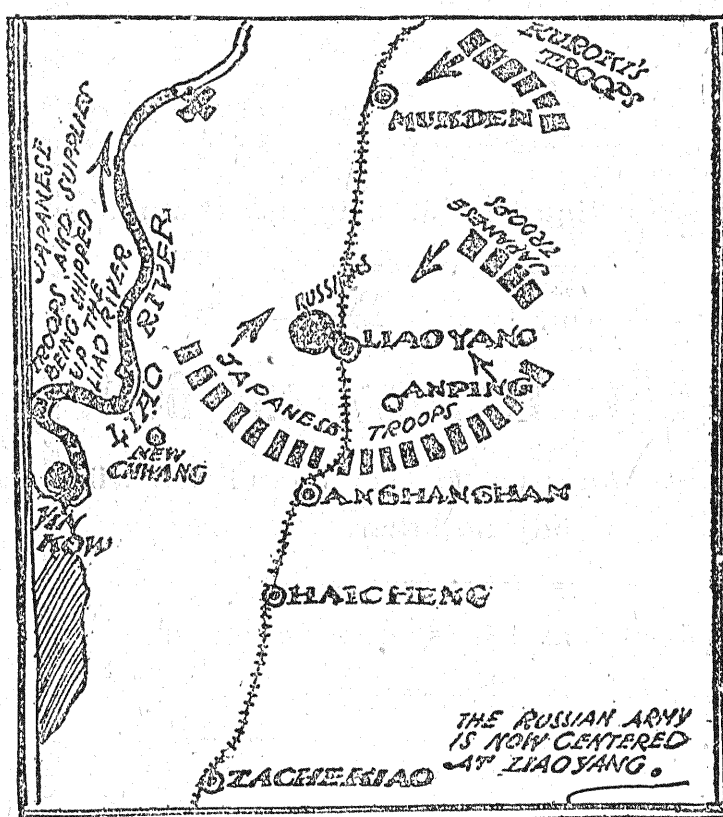 KUROKI'S
TROOPS
MUKDEN
JAPANESE
TROOPS AND SUPPLIES
BEING SHIPPED
UP THE
LIAO RIVER
LIAO RIVER
JAPANESE
TROOPS
RUSSIANS
LIAOYANG
ANPING
JAPANESE TROOPS
NEW
CHWANG
ANSHANSHAN
YIN
KOW
HAICHENG
TACHEKIAO
THE RUSSIAN ARMY
IS NOW CENTERED
AT LIAOYANG.